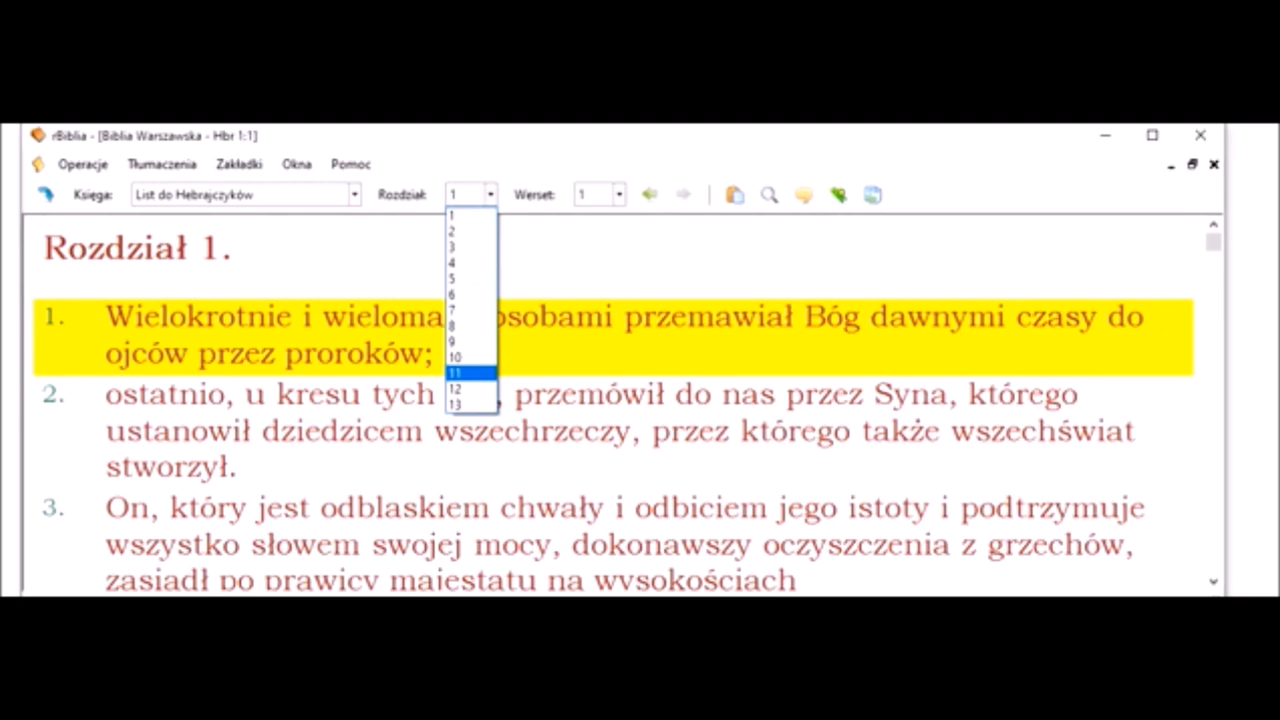 rBiblia - [Biblia Warszawska - Hbr 1:1]
Operacje Tłumaczenia Zakładki Okna Pomoc
Księga: List do Hebrajczyków Rozdział: 1 Werset: 1
1
2
3
4
5
6
7
8
9
10
11
12
13
Rozdział 1.
1. Wielokrotnie i wieloma przemawiał Bóg dawnymi czasy do
ojców przez proroków;
2. ostatnio, u kresu tych , przemówił do nas przez Syna, którego
ustanowił dziedzicem wszechrzeczy, przez którego także wszechświat
stworzył.
3. On, który jest odblaskiem chwały i odbiciem jego istoty i podtrzymuje
wszystko słowem swojej mocy, dokonawszy oczyszczenia z grzechów,
zasiadł po prawicy majestatu na wysokościach